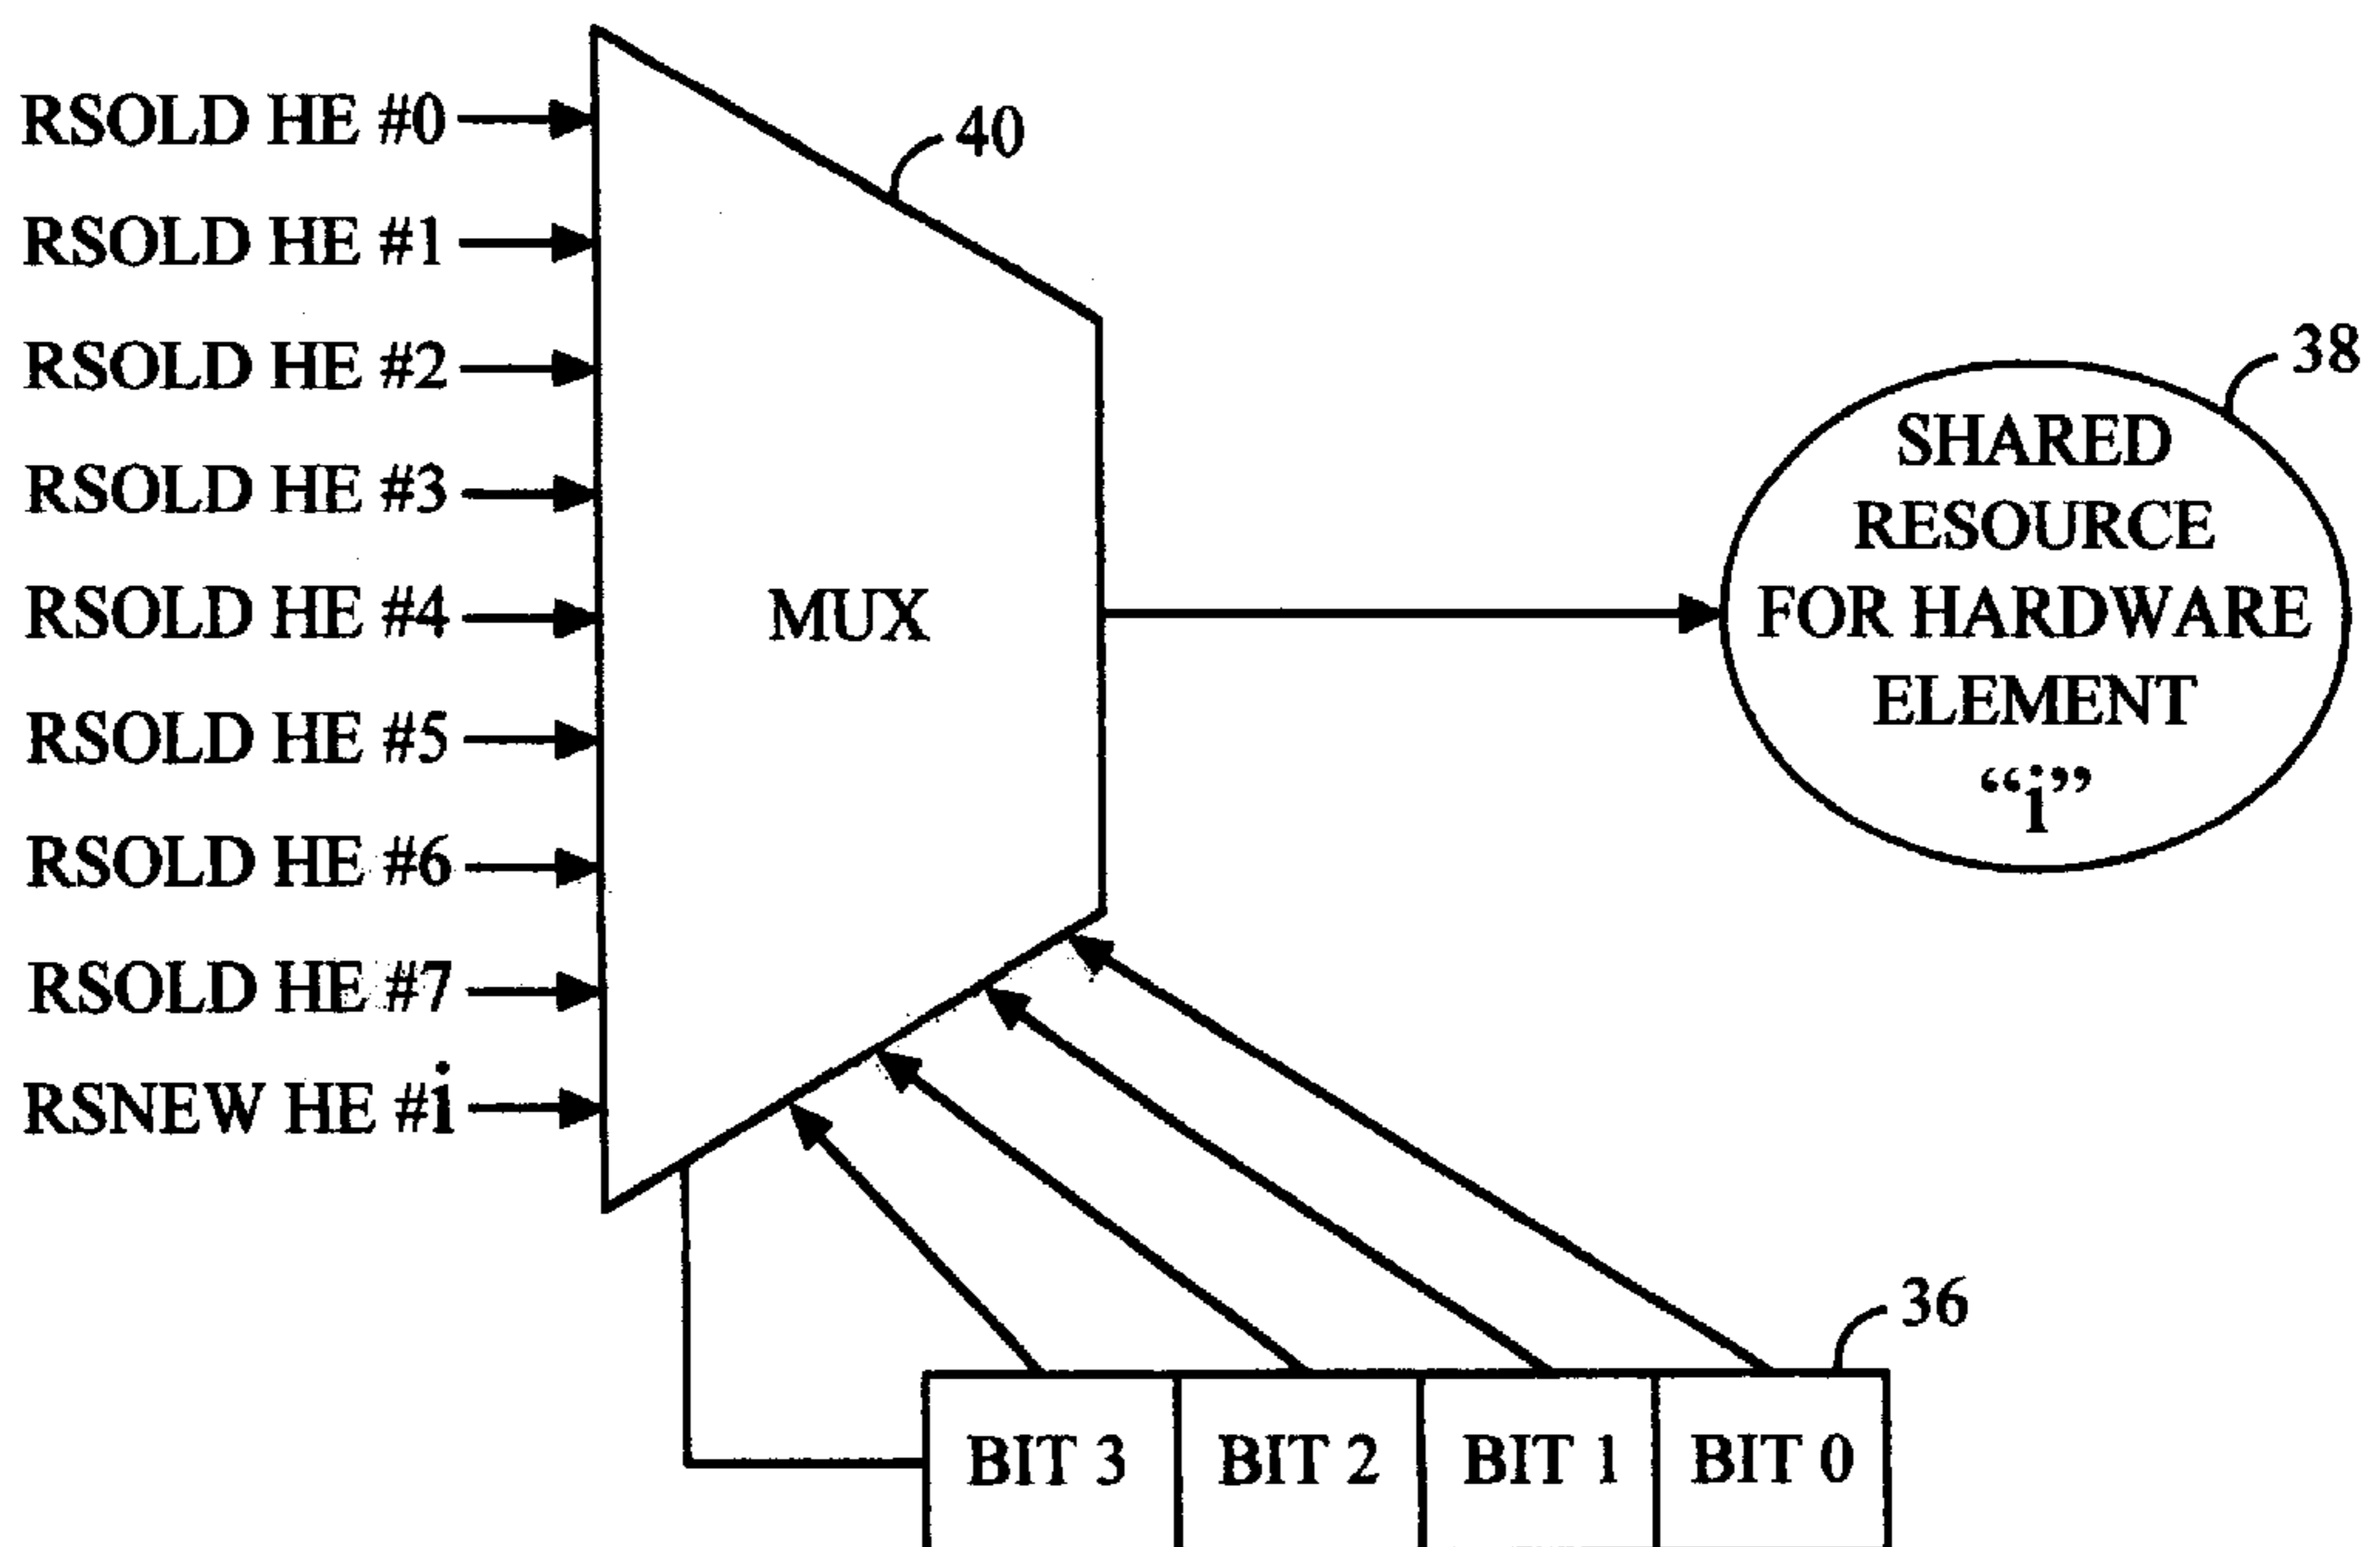 RSOLD HE #0
RSOLD HE #1
RSOLD HE #2
RSOLD HE #3
RSOLD HE #4
RSOLD HE #5
RSOLD HE #6
RSOLD HE #7
RSNEW HE #i
40
MUX
38
SHARED
RESOURCE
FOR HARDWARE
ELEMENT
“i”
36
BIT 3 BIT 2 BIT 1 BIT 0